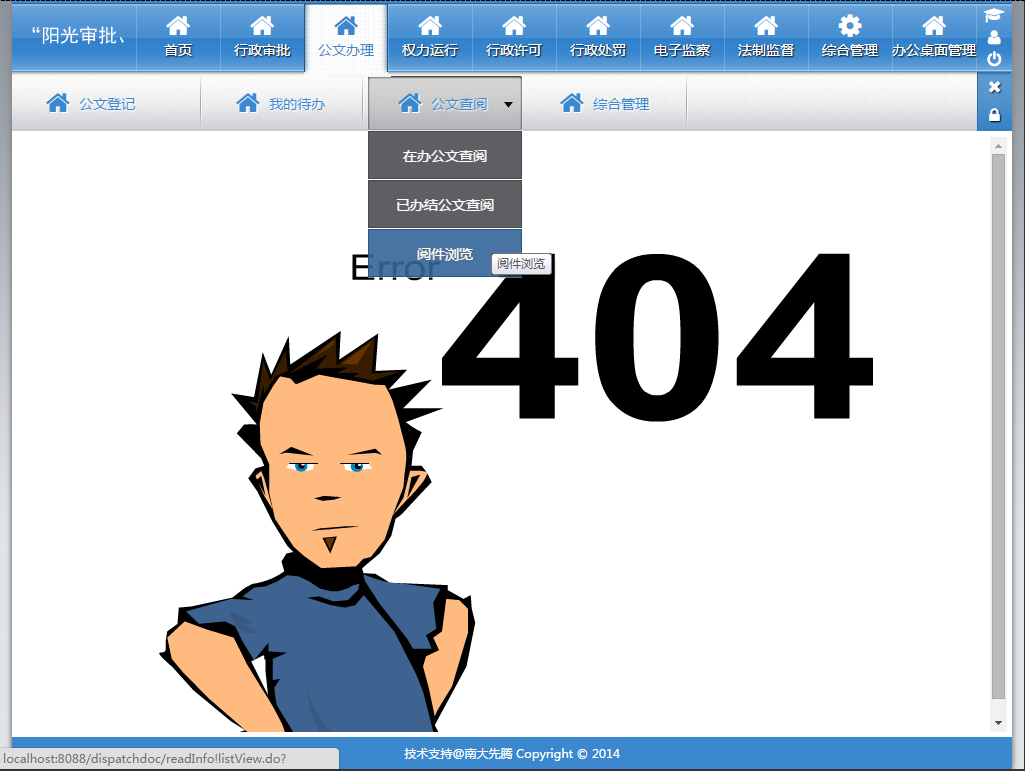 “阳光审批、
首页
行政审批
公文办理
权力运行
行政许可
行政处罚
电子监察
法制监督
综合管理
办公桌面管理
公文登记
我的待办
公文查阅
综合管理
在办公文查阅
已办结公文查阅
阅件浏览
阅件浏览
Error
404
技术支持@南大先腾 Copyright © 2014
localhost:8088/dispatchdoc/readInfo!listView.do?